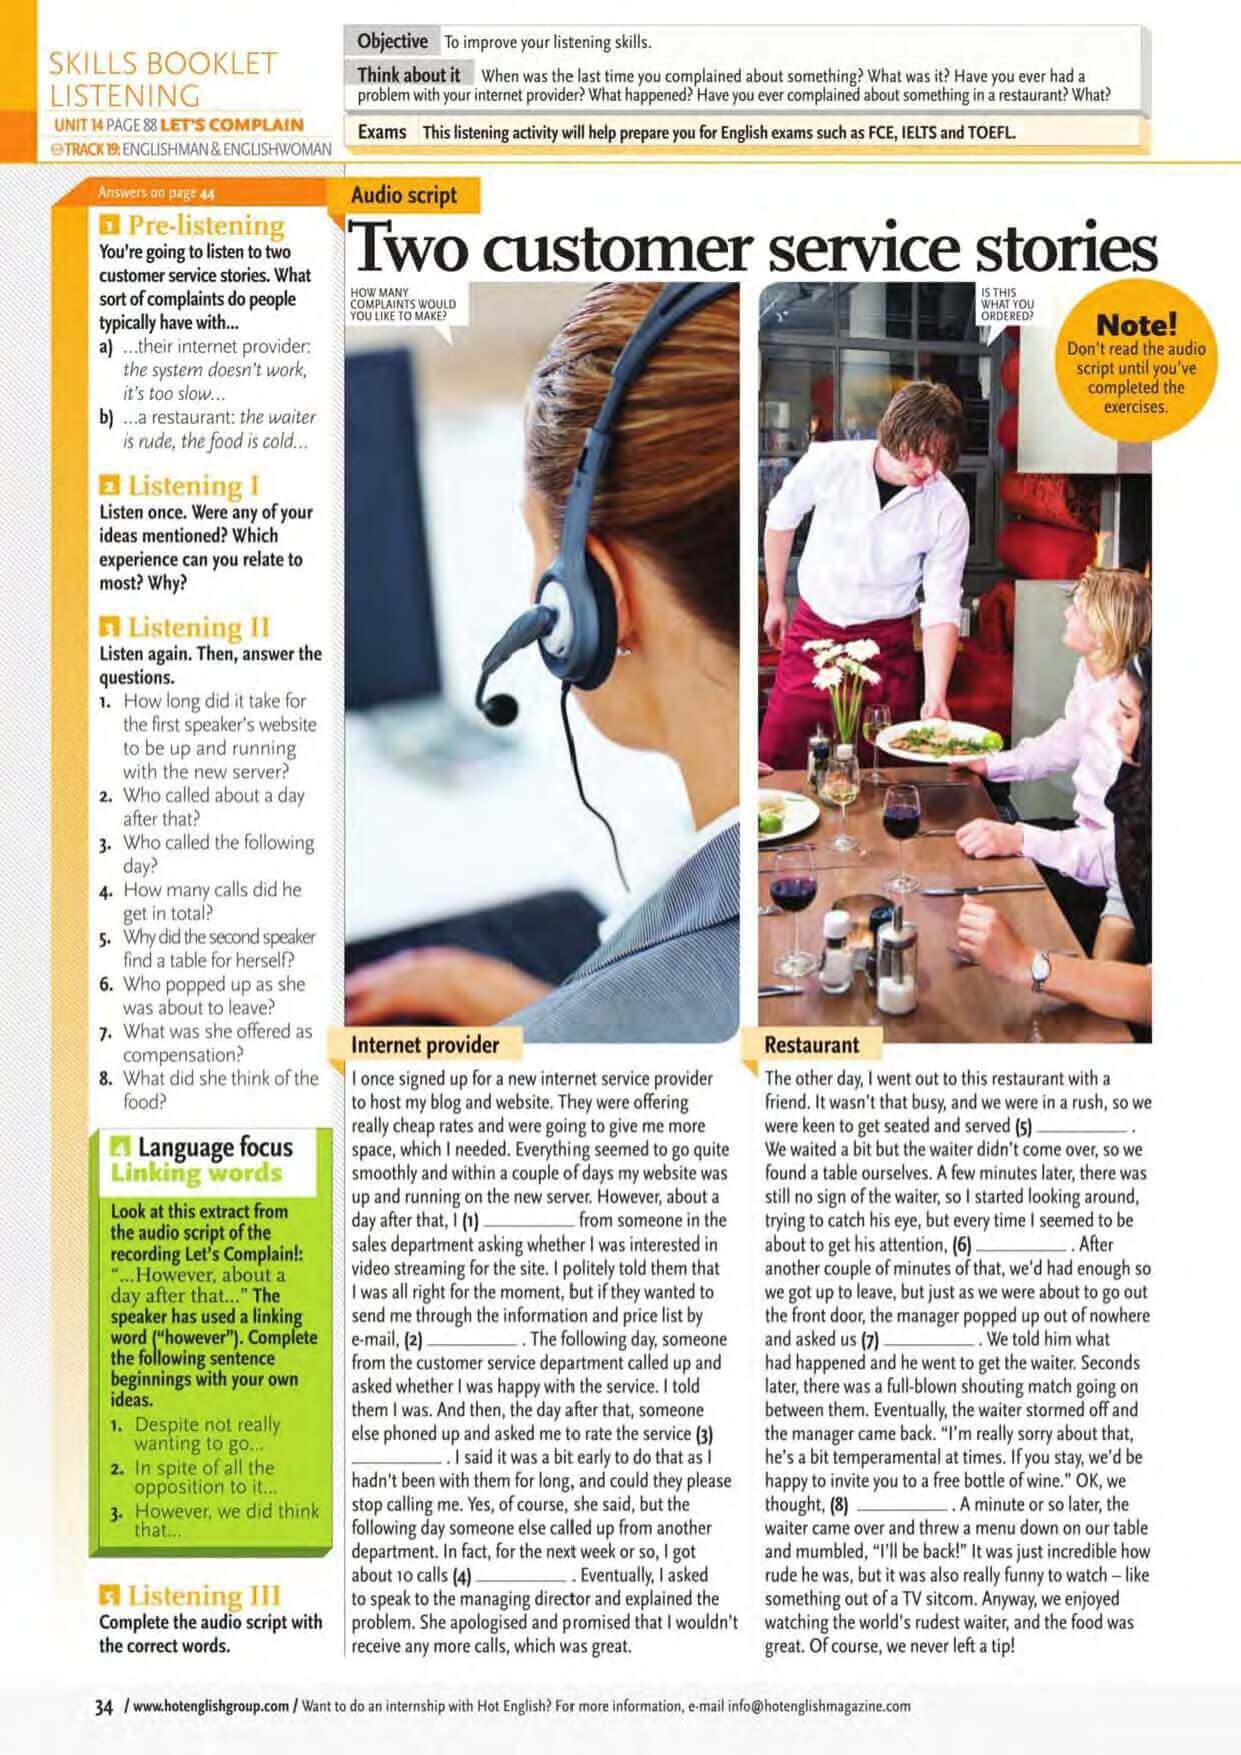 SKILLS BOOKLET
LISTENING
UNIT 14 PAGE 88 LET'S COMPLAIN
TRACK 19: ENGLISHMAN & ENGLISHWOMAN
Objective To improve your listening skills.
Think about it When was the last time you complained about something? What was it? Have you ever had a
problem with your internet provider? What happened? Have you ever complained about something in a restaurant? What?
Exams This listening activity will help prepare you for English exams such as FCE, IELTS and TOEFL.
Answers on page 44
1 Pre-listening
You're going to listen to two
customer service stories. What
sort of complaints do people
typically have with...
a) ...their internet provider:
the system doesn't work,
it's too slow...
b) ...a restaurant: the waiter
is rude, the food is cold...
2 Listening I
Listen once. Were any of your
ideas mentioned? Which
experience can you relate to
most? Why?
3 Listening II
Listen again. Then, answer the
questions.
1. How long did it take for
the first speaker's website
to be up and running
with the new server?
2. Who called about a day
after that?
3. Who called the following
day?
4. How many calls did he
get in total?
5. Why did the second speaker
find a table for herself?
6. Who popped up as she
was about to leave?
7. What was she offered as
compensation?
8. What did she think of the
food?
4 Language focus
Linking words
Look at this extract from
the audio script of the
recording Let's Complain!:
"...However, about a
day after that..." The
speaker has used a linking
word ("however"). Complete
the following sentence
beginnings with your own
ideas.
1. Despite not really
wanting to go...
2. In spite of all the
opposition to it...
3. However, we did think
that...
5 Listening III
Complete the audio script with
the correct words.
Audio script
Two customer service stories
HOW MANY
COMPLAINTS WOULD
YOU LIKE TO MAKE?
IS THIS
WHAT YOU
ORDERED?
Note!
Don't read the audio
script until you've
completed the
exercises.
Internet provider
I once signed up for a new internet service provider
to host my blog and website. They were offering
really cheap rates and were going to give me more
space, which I needed. Everything seemed to go quite
smoothly and within a couple of days my website was
up and running on the new server. However, about a
day after that, I (1) __________ from someone in the
sales department asking whether I was interested in
video streaming for the site. I politely told them that
I was all right for the moment, but if they wanted to
send me through the information and price list by
e-mail, (2) __________ . The following day, someone
from the customer service department called up and
asked whether I was happy with the service. I told
them I was. And then, the day after that, someone
else phoned up and asked me to rate the service (3)
__________ . I said it was a bit early to do that as I
hadn't been with them for long, and could they please
stop calling me. Yes, of course, she said, but the
following day someone else called up from another
department. In fact, for the next week or so, I got
about 10 calls (4) __________ . Eventually, I asked
to speak to the managing director and explained the
problem. She apologised and promised that I wouldn't
receive any more calls, which was great.
Restaurant
The other day, I went out to this restaurant with a
friend. It wasn't that busy, and we were in a rush, so we
were keen to get seated and served (5) __________ .
We waited a bit but the waiter didn't come over, so we
found a table ourselves. A few minutes later, there was
still no sign of the waiter, so I started looking around,
trying to catch his eye, but every time I seemed to be
about to get his attention, (6) __________ . After
another couple of minutes of that, we'd had enough so
we got up to leave, but just as we were about to go out
the front door, the manager popped up out of nowhere
and asked us (7) __________ . We told him what
had happened and he went to get the waiter. Seconds
later, there was a full-blown shouting match going on
between them. Eventually, the waiter stormed off and
the manager came back. "I'm really sorry about that,
he's a bit temperamental at times. If you stay, we'd be
happy to invite you to a free bottle of wine." OK, we
thought, (8) __________ . A minute or so later, the
waiter came over and threw a menu down on our table
and mumbled, "I'll be back!" It was just incredible how
rude he was, but it was also really funny to watch – like
something out of a TV sitcom. Anyway, we enjoyed
watching the world's rudest waiter, and the food was
great. Of course, we never left a tip!
34 / www.hotenglishgroup.com / Want to do an internship with Hot English? For more information, e-mail info@hotenglishmagazine.com